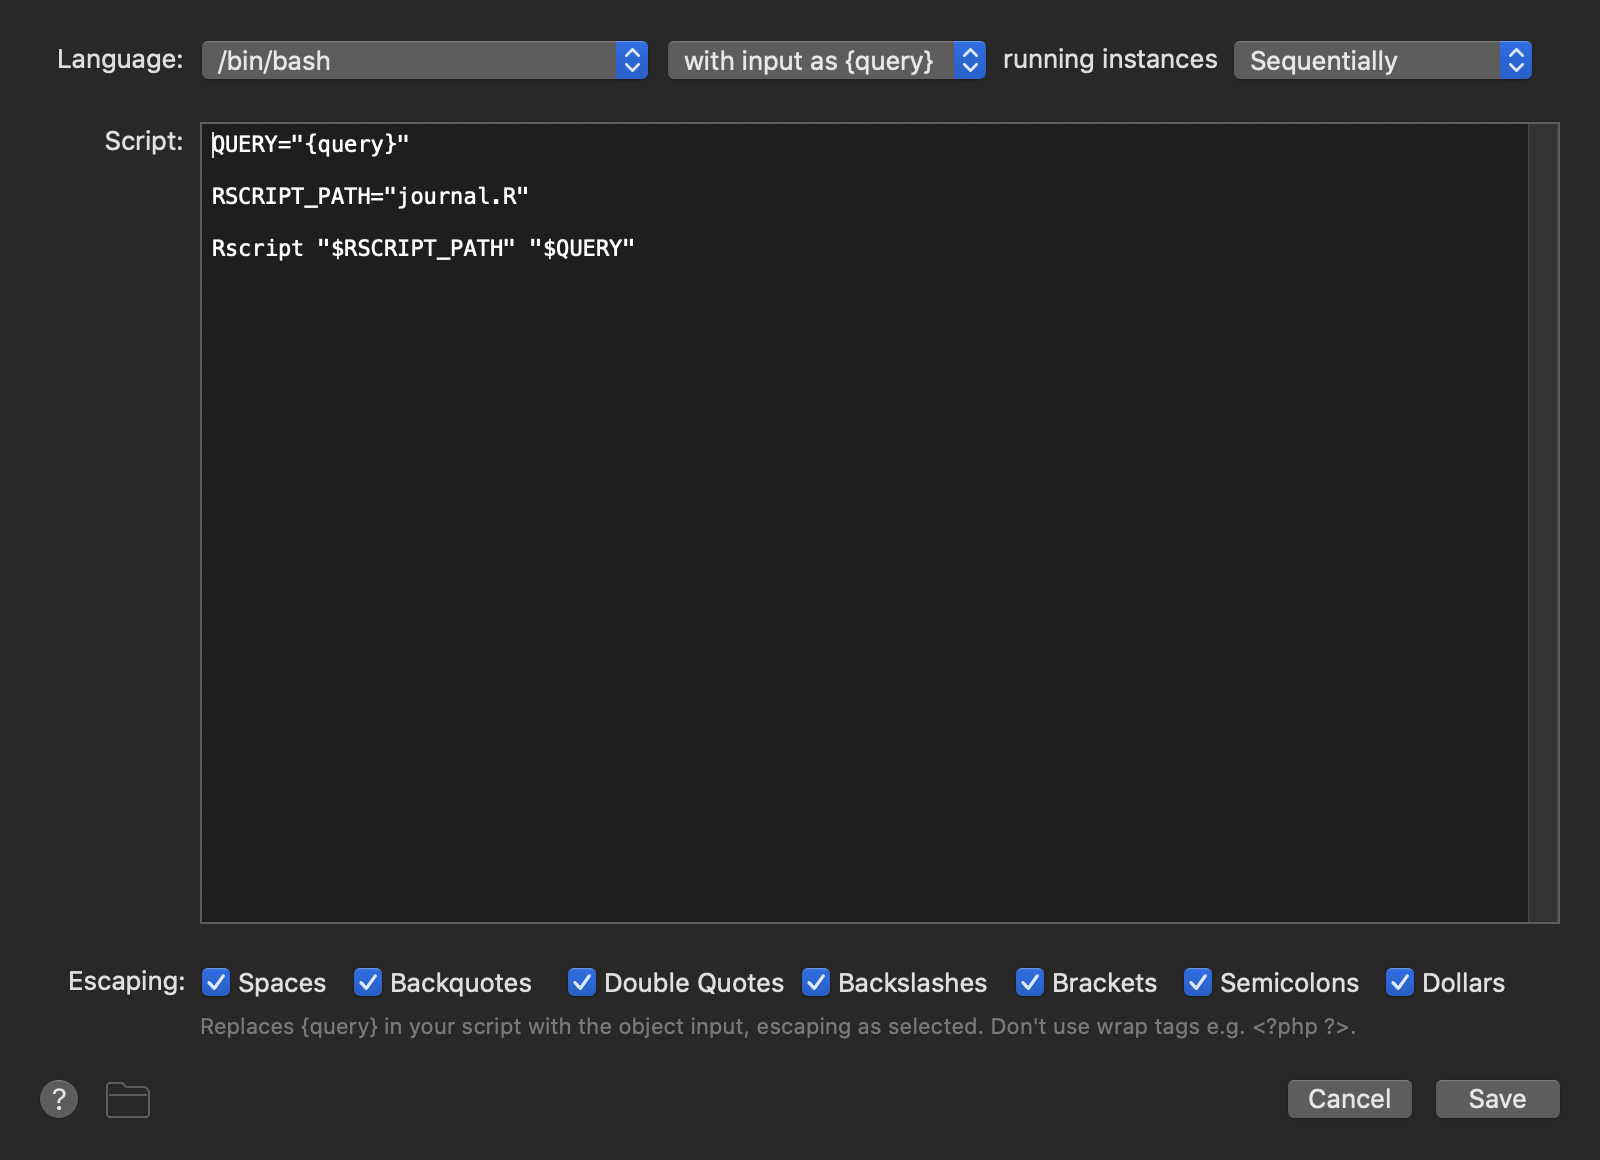 Language: /bin/bash with input as {query} running instances Sequentially
Script:
QUERY="{query}"
RSCRIPT_PATH="journal.R"
Rscript "$RSCRIPT_PATH" "$QUERY"
Escaping: Spaces Backquotes Double Quotes Backslashes Brackets Semicolons Dollars
Replaces {query} in your script with the object input, escaping as selected. Don't use wrap tags e.g. <?php ?>.
? Cancel Save